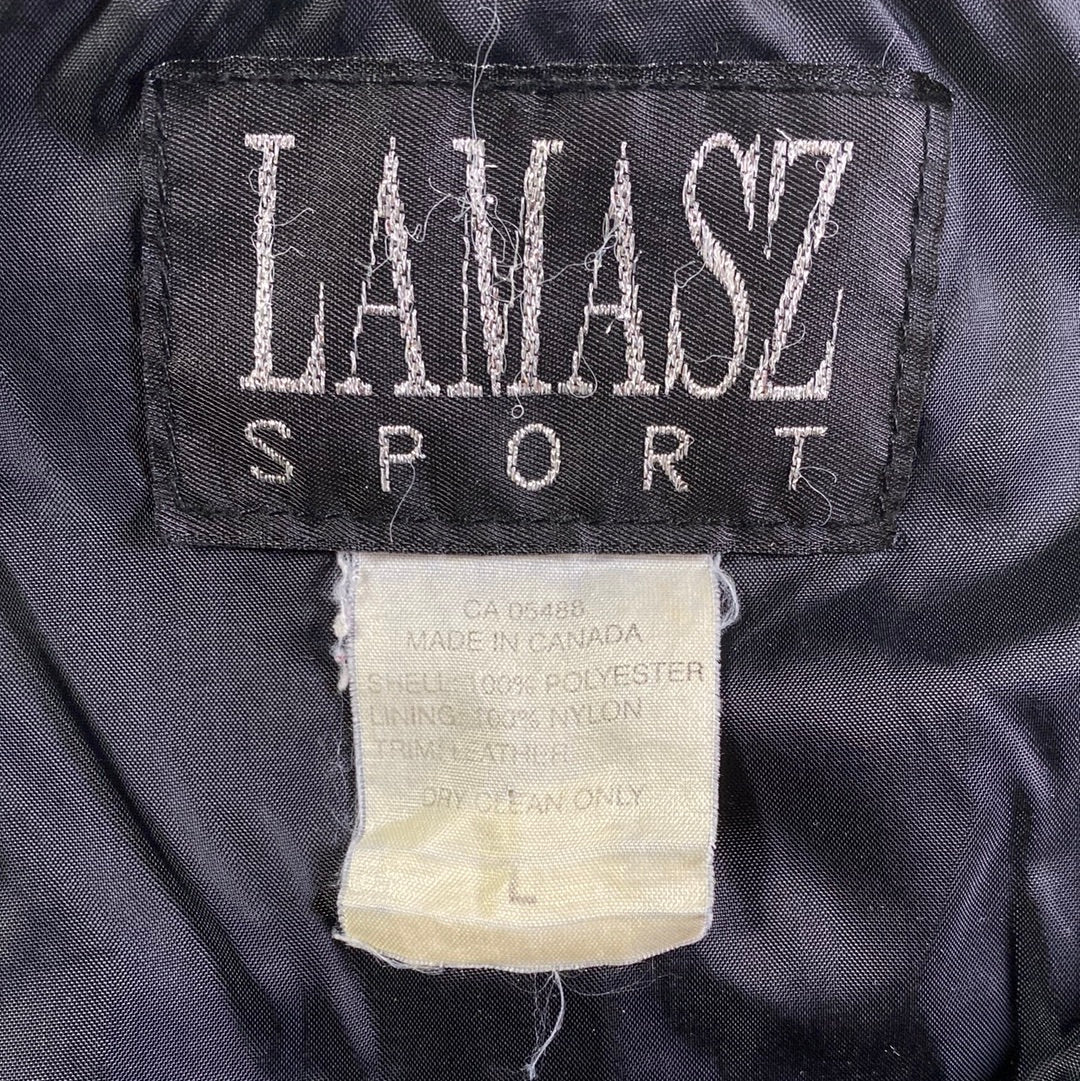 LAMASZ
SPORT
CA 05488
MADE IN CANADA
SHELL: 100% POLYESTER
LINING: 100% NYLON
TRIM: LEATHER
DRY CLEAN ONLY
L